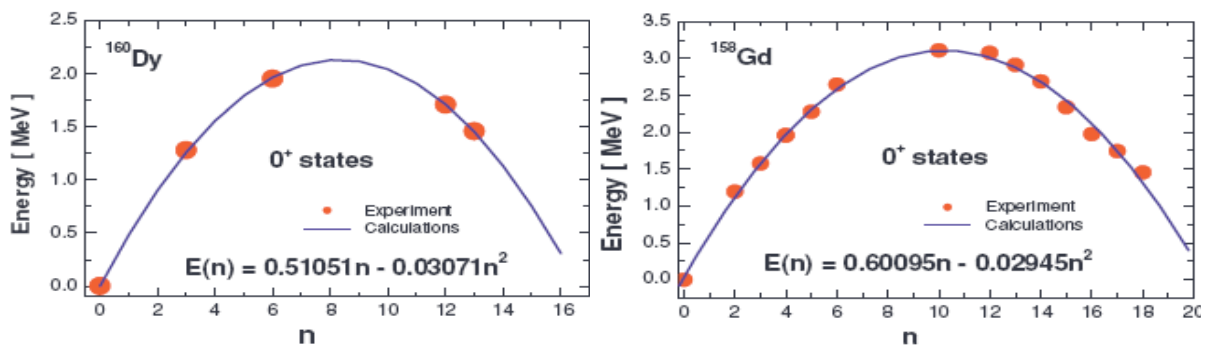 2.5
2.0
1.5
1.0
0.5
0.0
Energy [ MeV ]
¹⁶⁰Dy
0⁺ states
Experiment
Calculations
E(n) = 0.51051n - 0.03071n²
0 2 4 6 8 10 12 14 16
n
3.5
3.0
2.5
2.0
1.5
1.0
0.5
0.0
Energy [ MeV ]
¹⁵⁸Gd
0⁺ states
Experiment
Calculations
E(n) = 0.60095n - 0.02945n²
0 2 4 6 8 10 12 14 16 18 20
n